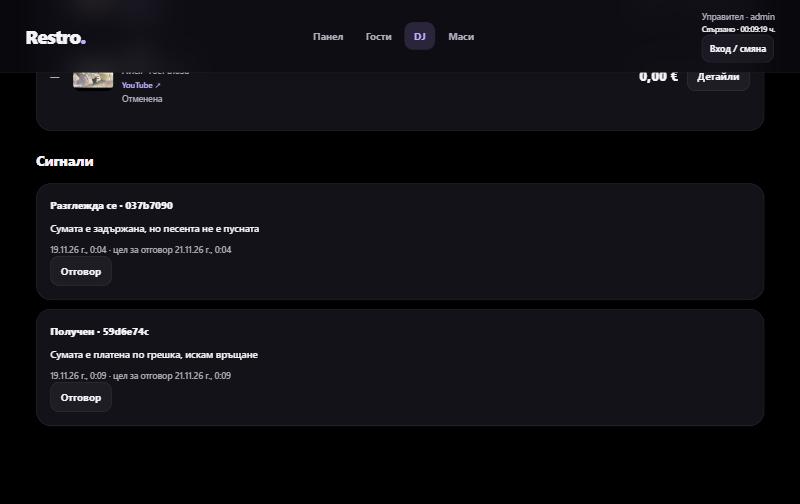 Restro.
Панел
Гости
DJ
Маси
Управител · admin
Свързано · 00:09:19 ч.
Вход / смяна
—
YouTube ↗
Отменена
0,00 €
Детайли
Сигнали
Разглежда се · 037b7090
Сумата е задържана, но песента не е пусната
19.11.26 г., 0:04 · цел за отговор 21.11.26 г., 0:04
Отговор
Получен · 59d6e74c
Сумата е платена по грешка, искам връщане
19.11.26 г., 0:09 · цел за отговор 21.11.26 г., 0:09
Отговор